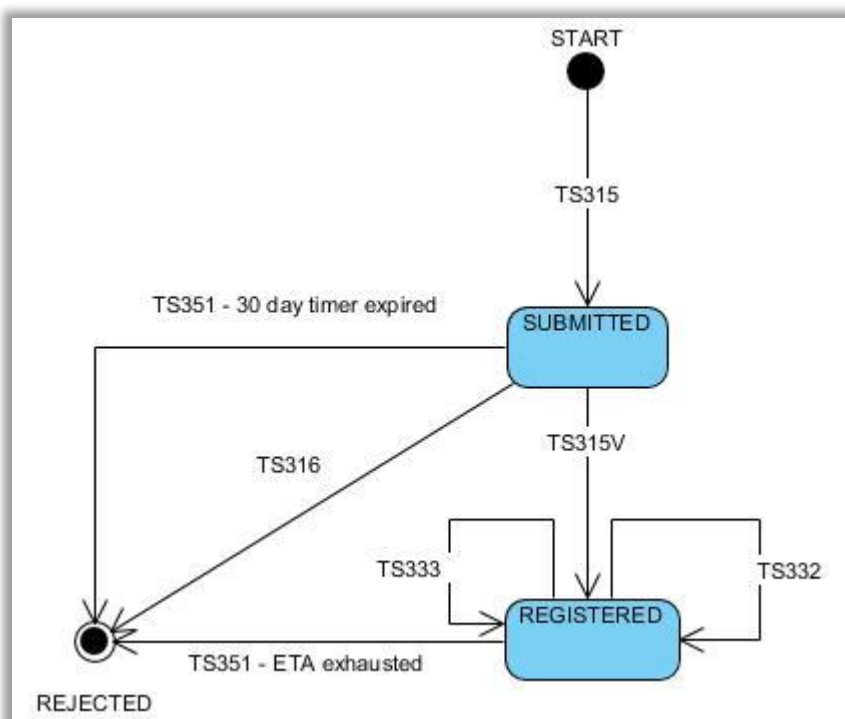 START
TS315
TS351 - 30 day timer expired
SUBMITTED
TS315V
TS316
TS333
TS332
REGISTERED
TS351 - ETA exhausted
REJECTED